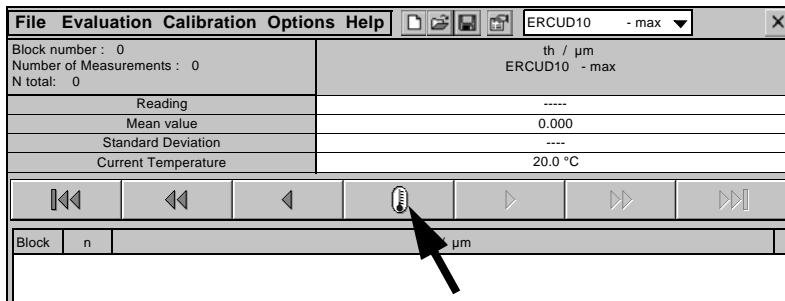 File Evaluation Calibration Options Help ERCUD10 - max
Block number : 0
Number of Measurements : 0
N total: 0
th / µm
ERCUD10 - max
Reading -----
Mean value 0.000
Standard Deviation ----
Current Temperature 20.0 °C
Block n / µm